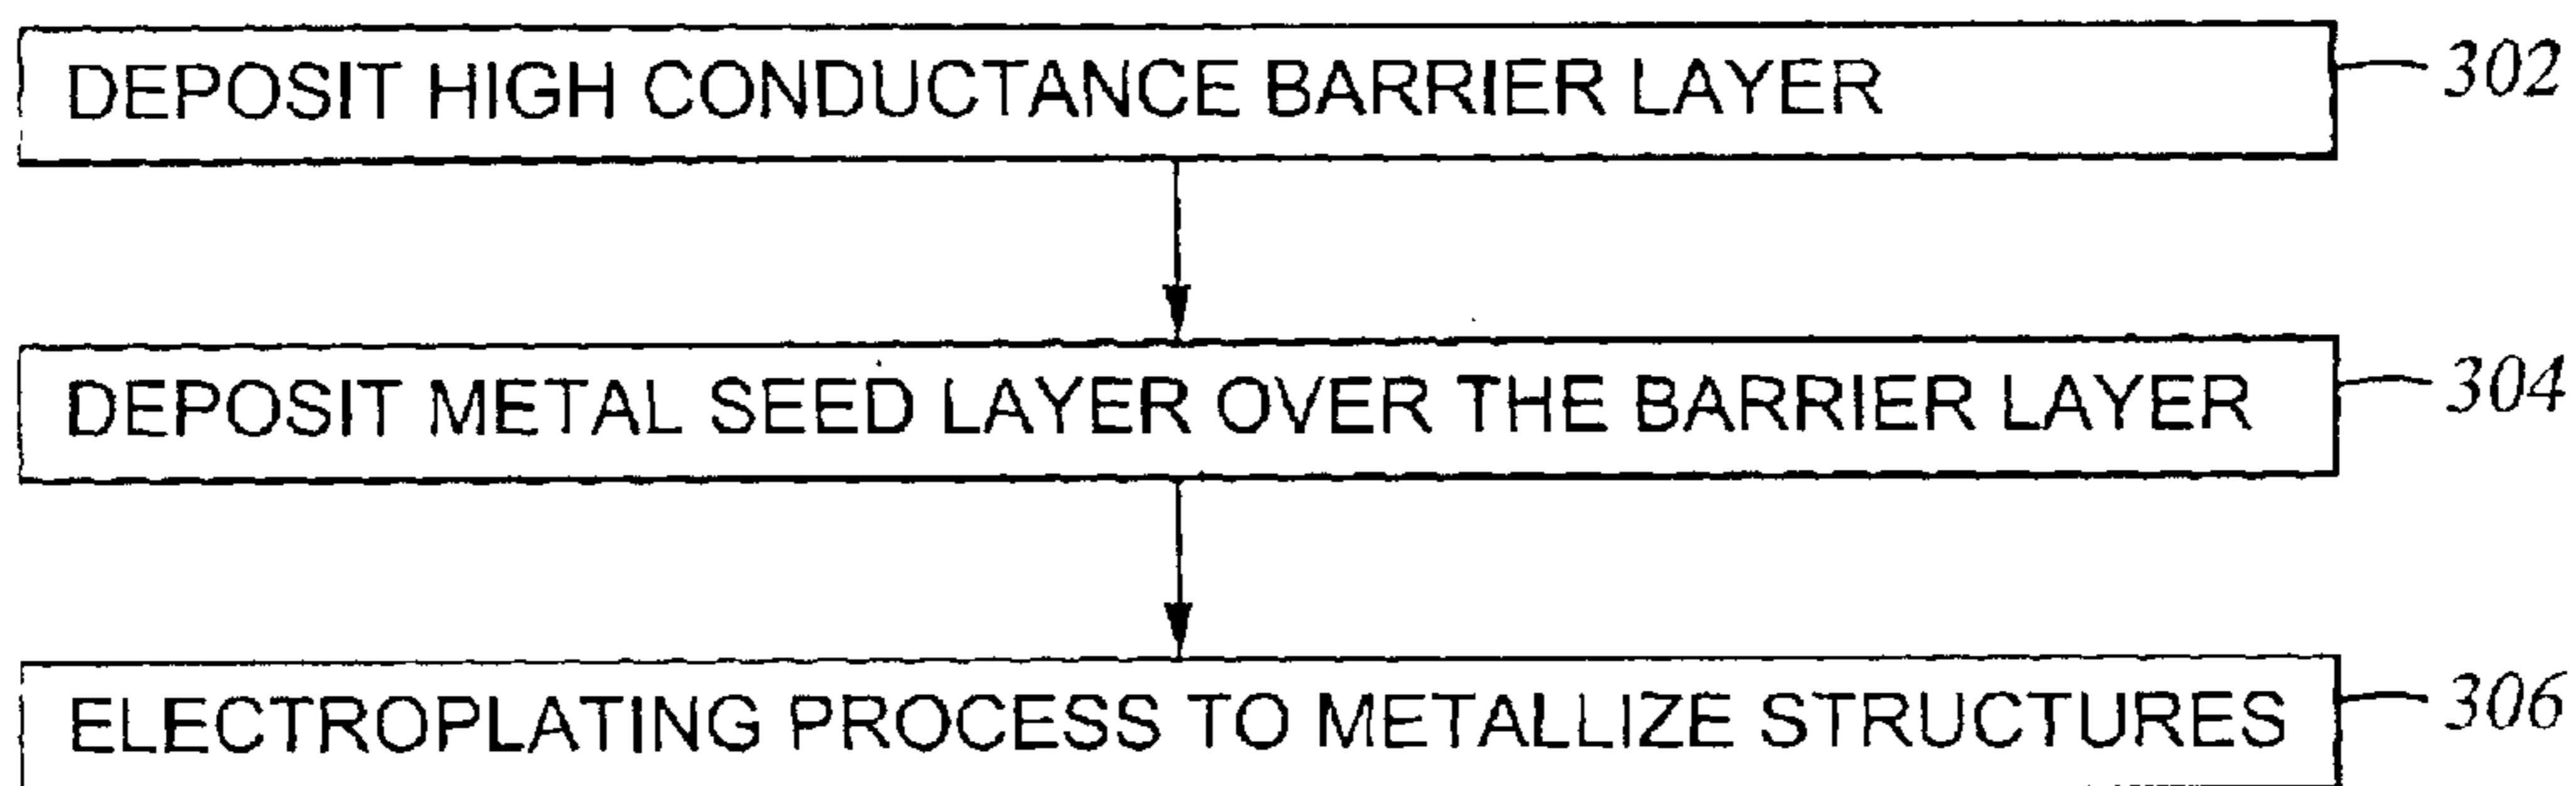 DEPOSIT HIGH CONDUCTANCE BARRIER LAYER 302
DEPOSIT METAL SEED LAYER OVER THE BARRIER LAYER 304
ELECTROPLATING PROCESS TO METALLIZE STRUCTURES 306